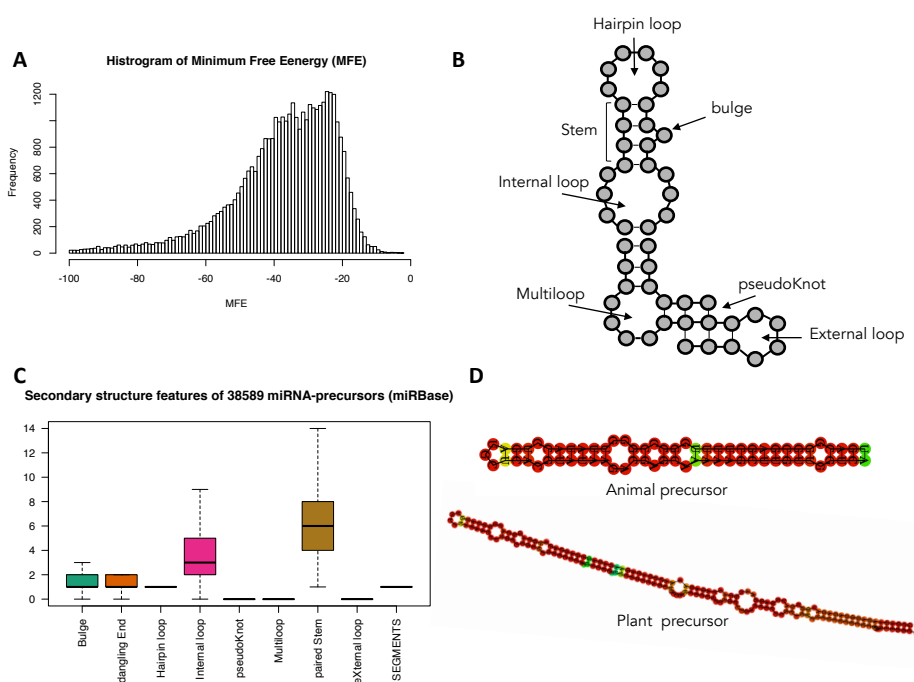 A
Histrogram of Minimum Free Eenergy (MFE)
Frequency
1200
1000
800
600
400
200
0
-100
-80
-60
-40
-20
0
MFE
B
Hairpin loop
bulge
Stem
Internal loop
pseudoKnot
Multiloop
External loop
C
Secondary structure features of 38589 miRNA-precursors (miRBase)
14
12
10
8
6
4
2
0
Bulge
dangling End
Hairpin loop
Internal loop
pseudoKnot
Multiloop
paired Stem
eXternal loop
SEGMENTS
D
Animal precursor
Plant precursor